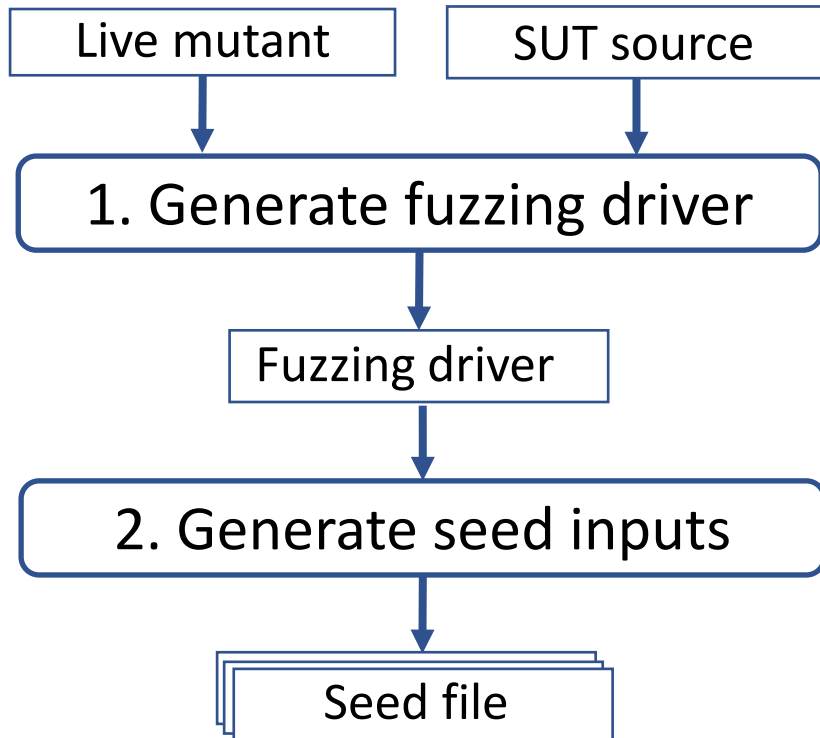 Live mutant
SUT source
1. Generate fuzzing driver
Fuzzing driver
2. Generate seed inputs
Seed file